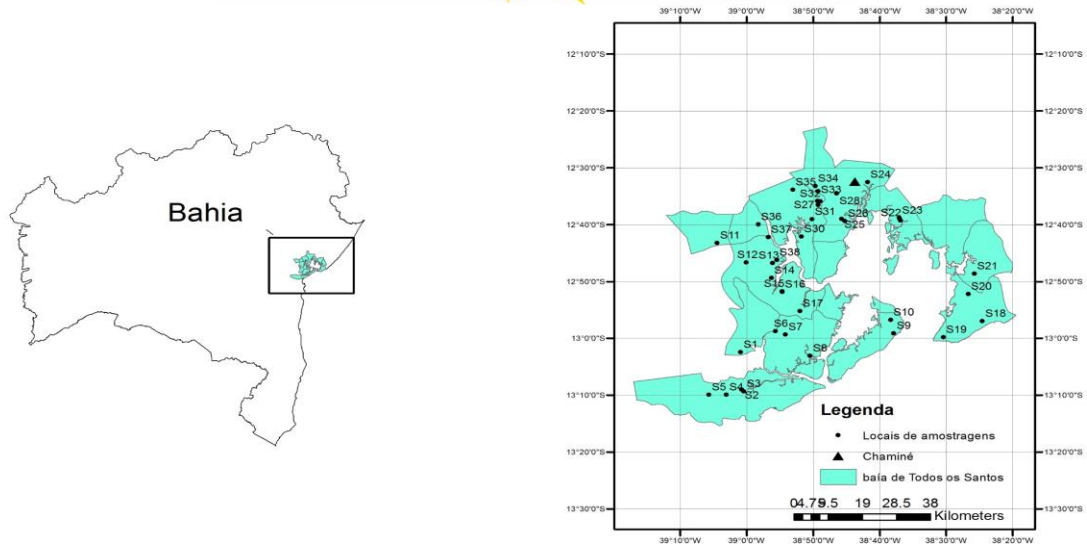 39°10'0"W 39°0'0"W 38°50'0"W 38°40'0"W 38°30'0"W 38°20'0"W
12°10'0"S 12°10'0"S
12°20'0"S 12°20'0"S
Bahia
12°30'0"S 12°30'0"S
S24
S35 S34
S32 S33
S27 S28
S31 S26 S22 S23
S25
S36
S37 S30
12°40'0"S 12°40'0"S
S11
S12 S13 S38
S14
S21
S15 S16
S20
12°50'0"S 12°50'0"S
S17
S10 S18
S6 S7 S9 S19
13°0'0"S 13°0'0"S
S1 S8
S5 S4 S3
S2
13°10'0"S 13°10'0"S
Legenda
Locais de amostragens
Chaminé
13°20'0"S 13°20'0"S
baía de Todos os Santos
0 4.75 9.5 19 28.5 38
Kilometers
13°30'0"S 13°30'0"S
39°10'0"W 39°0'0"W 38°50'0"W 38°40'0"W 38°30'0"W 38°20'0"W